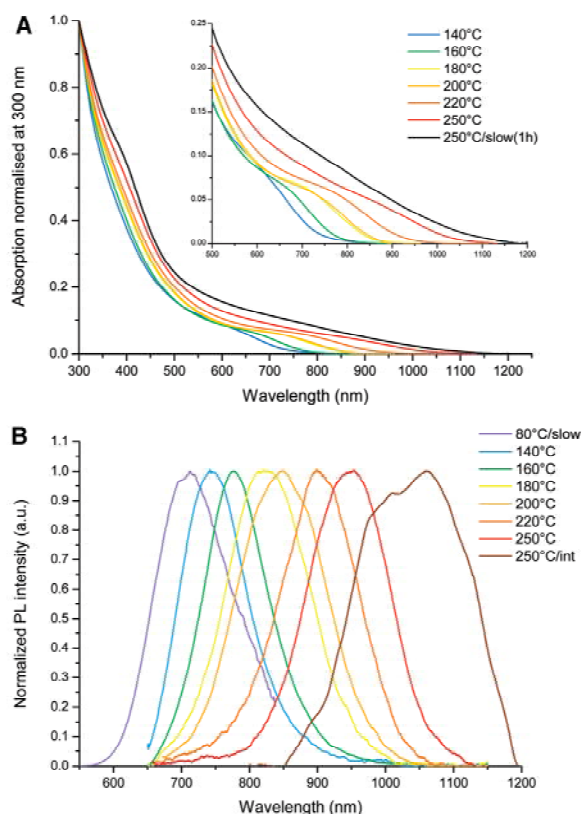 A
Absorption normalised at 300 nm
1.0
0.8
0.6
0.4
0.2
0.0
300 400 500 600 700 800 900 1000 1100 1200
Wavelength (nm)
0.25
0.20
0.15
0.10
0.05
0.00
500 600 700 800 900 1000 1100 1200
140°C
160°C
180°C
200°C
220°C
250°C
250°C/slow(1h)
B
Normalized PL intensity (a.u.)
1.1
1.0
0.9
0.8
0.7
0.6
0.5
0.4
0.3
0.2
0.1
0.0
600 700 800 900 1000 1100 1200
Wavelength (nm)
80°C/slow
140°C
160°C
180°C
200°C
220°C
250°C
250°C/int